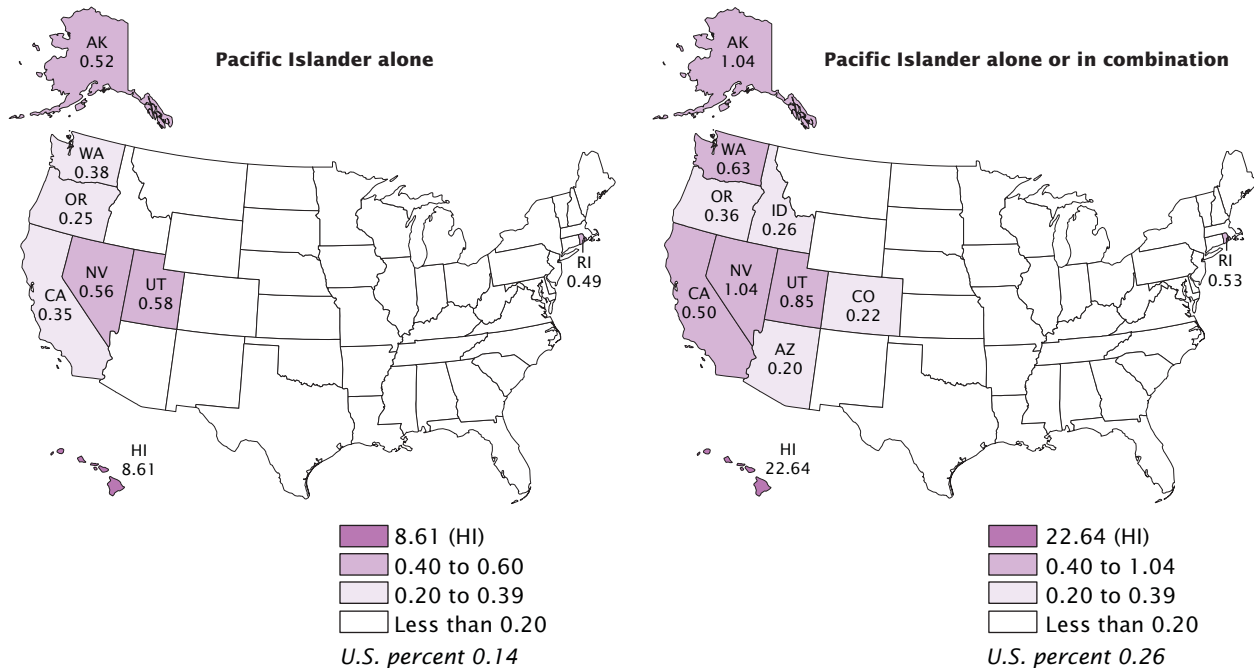 Pacific Islander alone
AK
0.52
WA
0.38
OR
0.25
NV
0.56
UT
0.58
CA
0.35
RI
0.49
HI
8.61
8.61 (HI)
0.40 to 0.60
0.20 to 0.39
Less than 0.20
U.S. percent 0.14
Pacific Islander alone or in combination
AK
1.04
WA
0.63
OR
0.36
ID
0.26
NV
1.04
UT
0.85
CA
0.50
CO
0.22
AZ
0.20
RI
0.53
HI
22.64
22.64 (HI)
0.40 to 1.04
0.20 to 0.39
Less than 0.20
U.S. percent 0.26